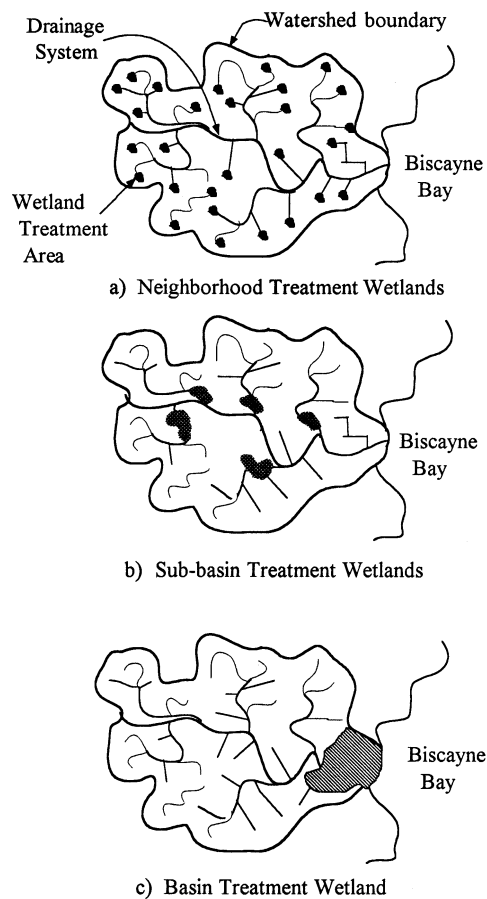 Drainage
System
Watershed boundary
Biscayne
Bay
Wetland
Treatment
Area
a) Neighborhood Treatment Wetlands
Biscayne
Bay
b) Sub-basin Treatment Wetlands
Biscayne
Bay
c) Basin Treatment Wetland